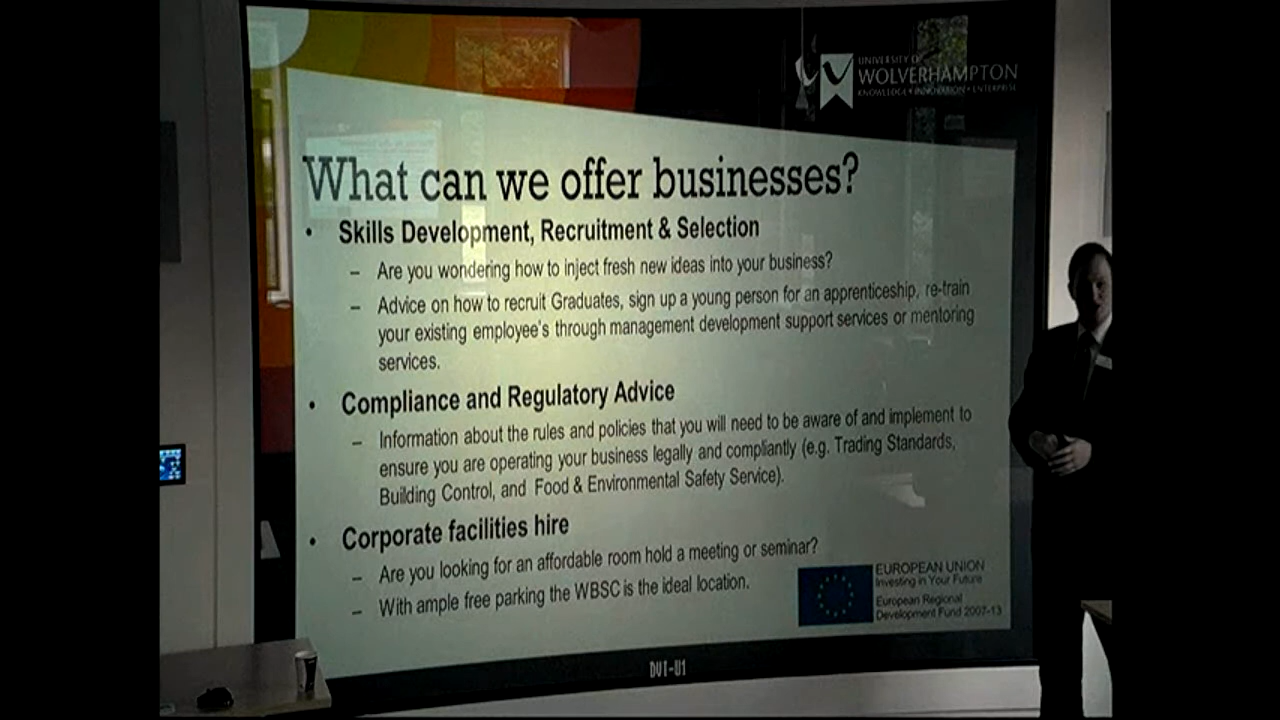 UNIVERSITY OF
WOLVERHAMPTON
KNOWLEDGE • INNOVATION • ENTERPRISE
What can we offer businesses?
• Skills Development, Recruitment & Selection
– Are you wondering how to inject fresh new ideas into your business?
– Advice on how to recruit Graduates, sign up a young person for an apprenticeship, re-train
your existing employee's through management development support services or mentoring
services.
• Compliance and Regulatory Advice
– Information about the rules and policies that you will need to be aware of and implement to
ensure you are operating your business legally and compliantly (e.g. Trading Standards,
Building Control, and Food & Environmental Safety Service).
• Corporate facilities hire
– Are you looking for an affordable room hold a meeting or seminar?
– With ample free parking the WBSC is the ideal location.
EUROPEAN UNION
Investing in Your Future
European Regional
Development Fund 2007-13
DVI-U1